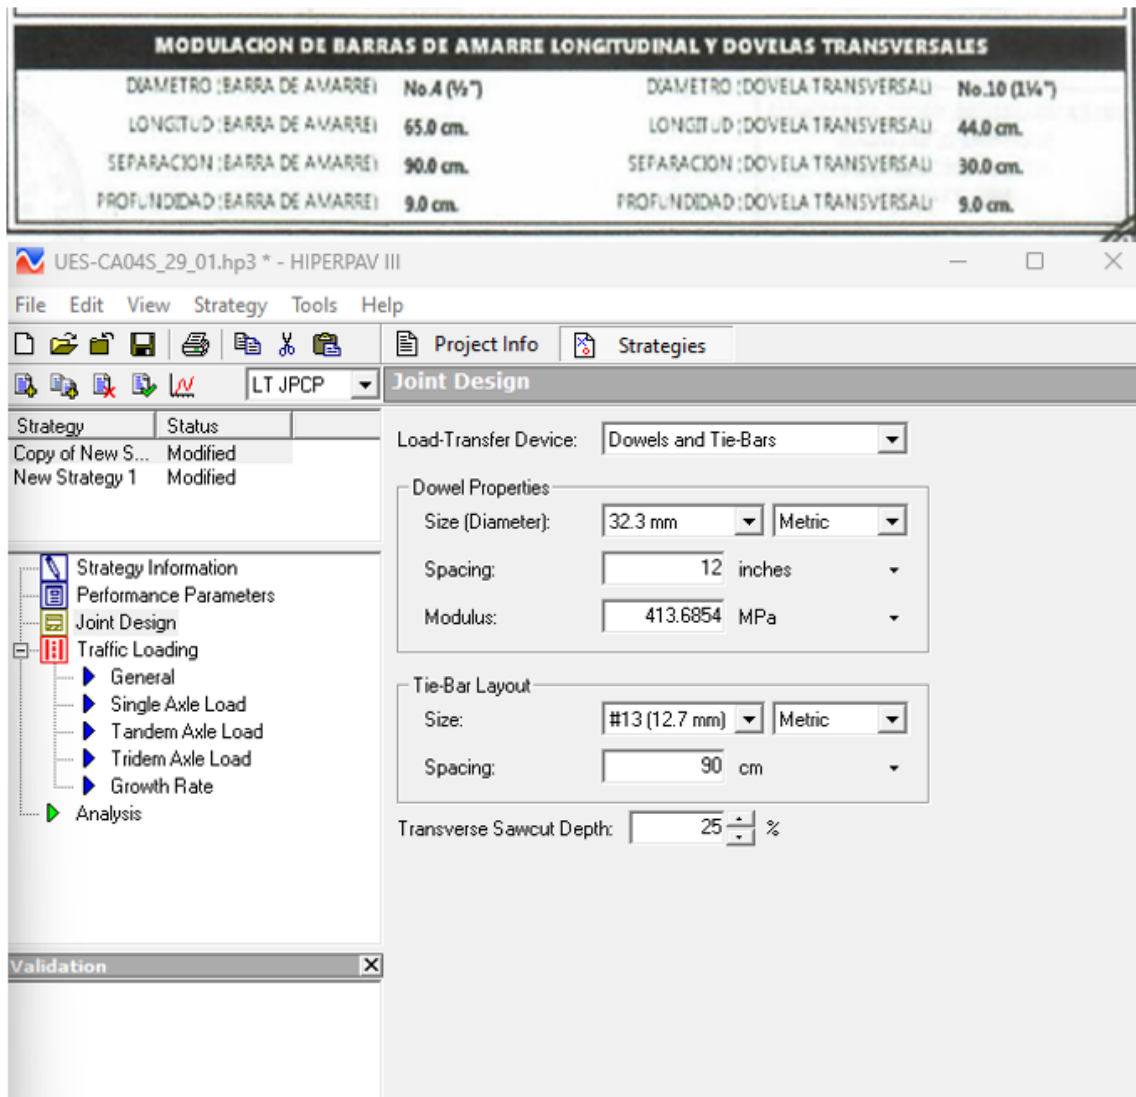 MODULACION DE BARRAS DE AMARRE LONGITUDINAL Y DOVELAS TRANSVERSALES
DIAMETRO (BARRA DE AMARRE) No.4 (½") DIAMETRO (DOVELA TRANSVERSAL) No.10 (1¼")
LONGITUD (BARRA DE AMARRE) 65.0 cm. LONGITUD (DOVELA TRANSVERSAL) 44.0 cm.
SEPARACION (BARRA DE AMARRE) 90.0 cm. SEPARACION (DOVELA TRANSVERSAL) 30.0 cm.
PROFUNDIDAD (BARRA DE AMARRE) 9.0 cm. PROFUNDIDAD (DOVELA TRANSVERSAL) 9.0 cm.
UES-CA04S_29_01.hp3 * - HIPERPAV III
File Edit View Strategy Tools Help
Project Info Strategies
LT JPCP
Joint Design
Strategy Status
Copy of New S... Modified
New Strategy 1 Modified
Load-Transfer Device: Dowels and Tie-Bars
Dowel Properties
Size (Diameter): 32.3 mm Metric
Spacing: 12 inches
Modulus: 413.6854 MPa
Tie-Bar Layout
Size: #13 (12.7 mm) Metric
Spacing: 90 cm
Transverse Sawcut Depth: 25 %
Strategy Information
Performance Parameters
Joint Design
Traffic Loading
General
Single Axle Load
Tandem Axle Load
Tridem Axle Load
Growth Rate
Analysis
Validation